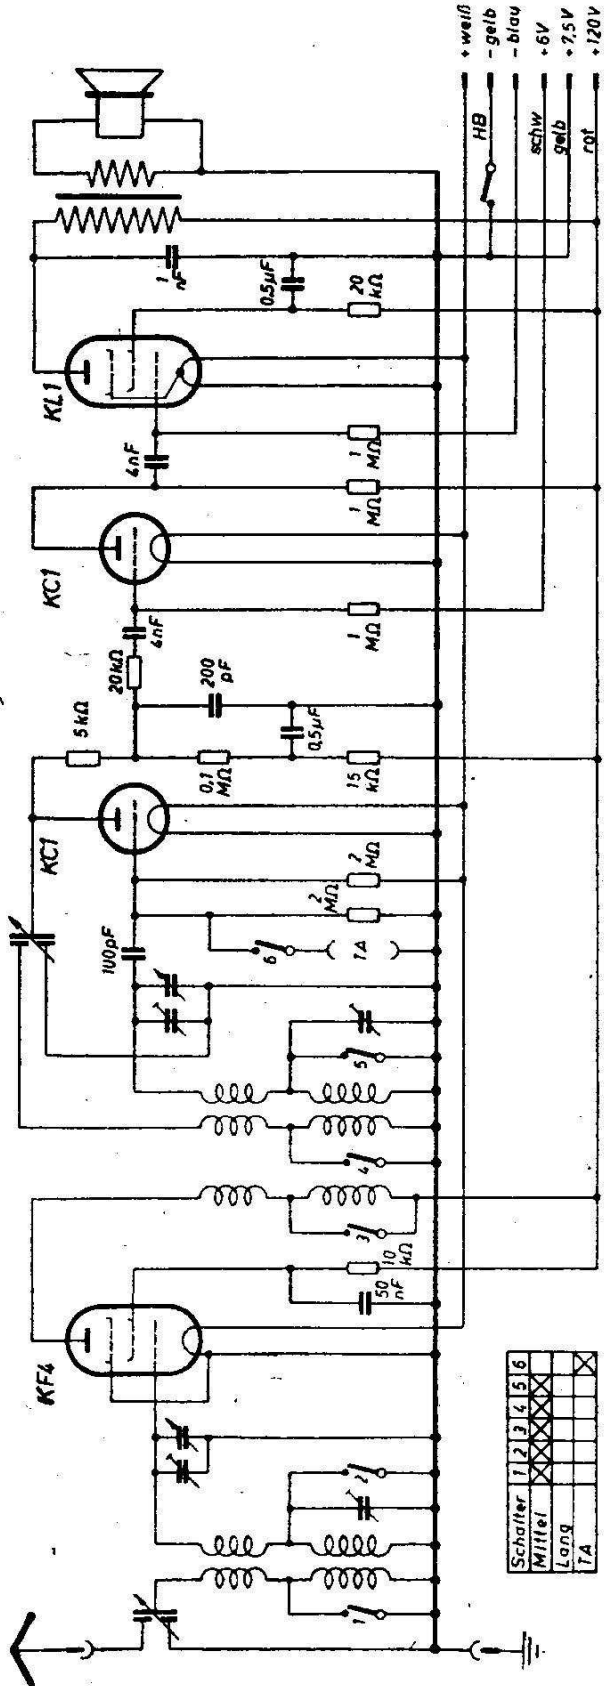 KF4
KC1
KC1
KL1
50 nF
10 kΩ
100pF
2 MΩ
2 MΩ
5 kΩ
0,1 MΩ
15 kΩ
200 pF
0,5µF
20kΩ
4nF
1 MΩ
1 MΩ
1 MΩ
4nF
0,5µF
20 kΩ
1 nF
1
2
3
4
5
6
TA
HB
+ weiß
- gelb
- blau
schw +6V
gelb +7,5V
rot +120V
Schalter 1 2 3 4 5 6
Mittel
Lang
TA